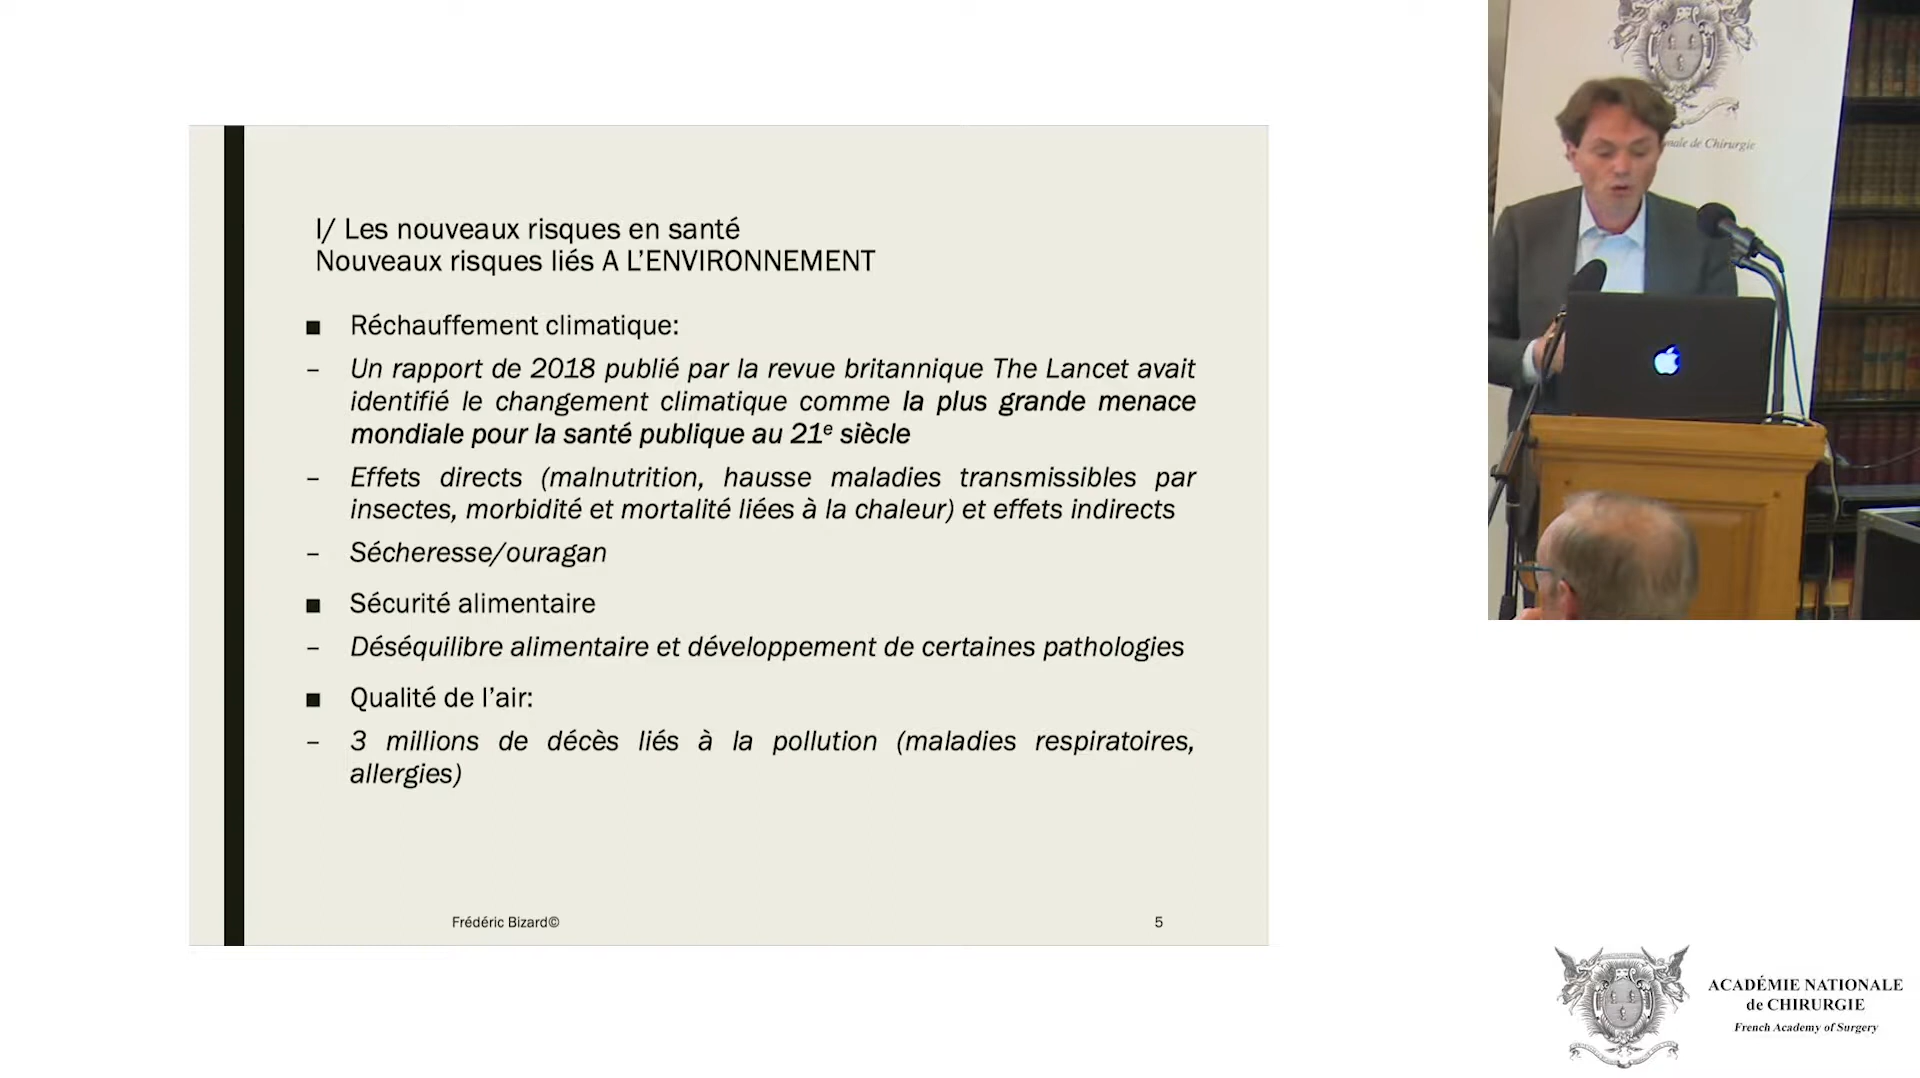 I/ Les nouveaux risques en santé
Nouveaux risques liés A L'ENVIRONNEMENT
■ Réchauffement climatique:
– Un rapport de 2018 publié par la revue britannique The Lancet avait
identifié le changement climatique comme la plus grande menace
mondiale pour la santé publique au 21e siècle
– Effets directs (malnutrition, hausse maladies transmissibles par
insectes, morbidité et mortalité liées à la chaleur) et effets indirects
– Sécheresse/ouragan
■ Sécurité alimentaire
– Déséquilibre alimentaire et développement de certaines pathologies
■ Qualité de l'air:
– 3 millions de décès liés à la pollution (maladies respiratoires,
allergies)
Frédéric Bizard©
5
de Chirurgie
ACADÉMIE NATIONALE
de CHIRURGIE
French Academy of Surgery